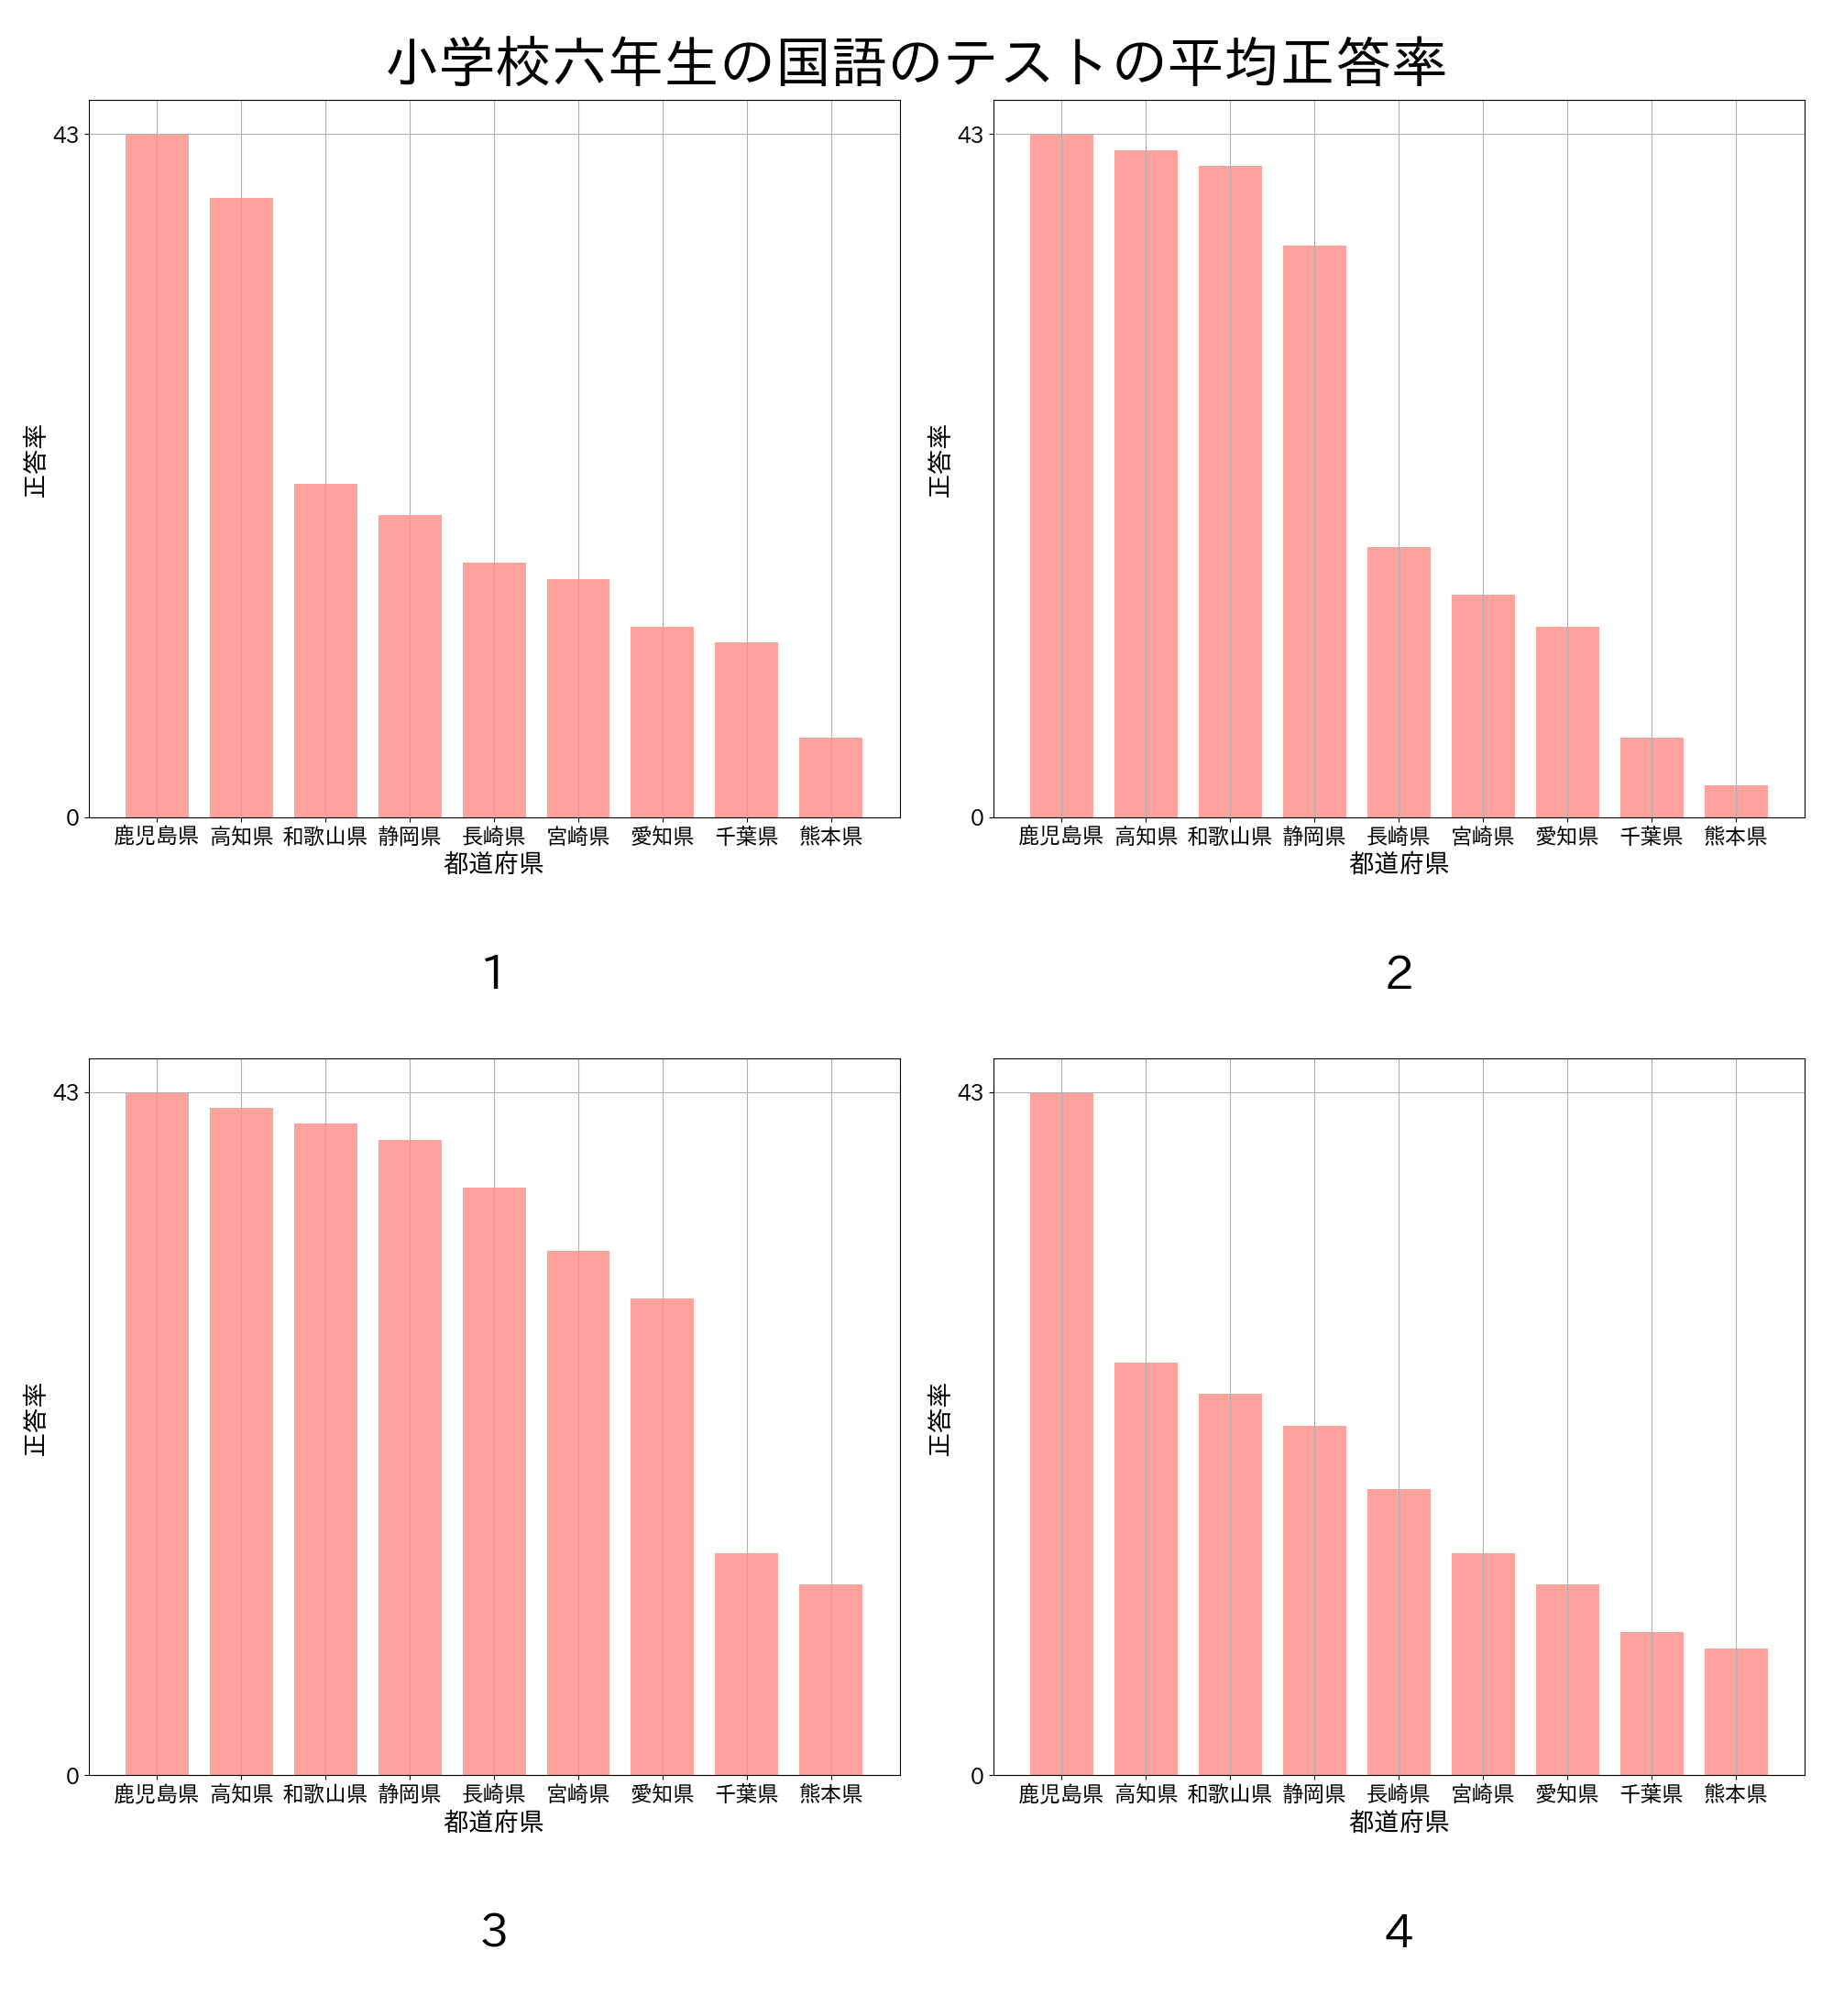 小学校六年生の国語のテストの平均正答率
43
0
正答率
鹿児島県 高知県 和歌山県 静岡県 長崎県 宮崎県 愛知県 千葉県 熊本県
都道府県
1
43
0
正答率
鹿児島県 高知県 和歌山県 静岡県 長崎県 宮崎県 愛知県 千葉県 熊本県
都道府県
2
43
0
正答率
鹿児島県 高知県 和歌山県 静岡県 長崎県 宮崎県 愛知県 千葉県 熊本県
都道府県
3
43
0
正答率
鹿児島県 高知県 和歌山県 静岡県 長崎県 宮崎県 愛知県 千葉県 熊本県
都道府県
4